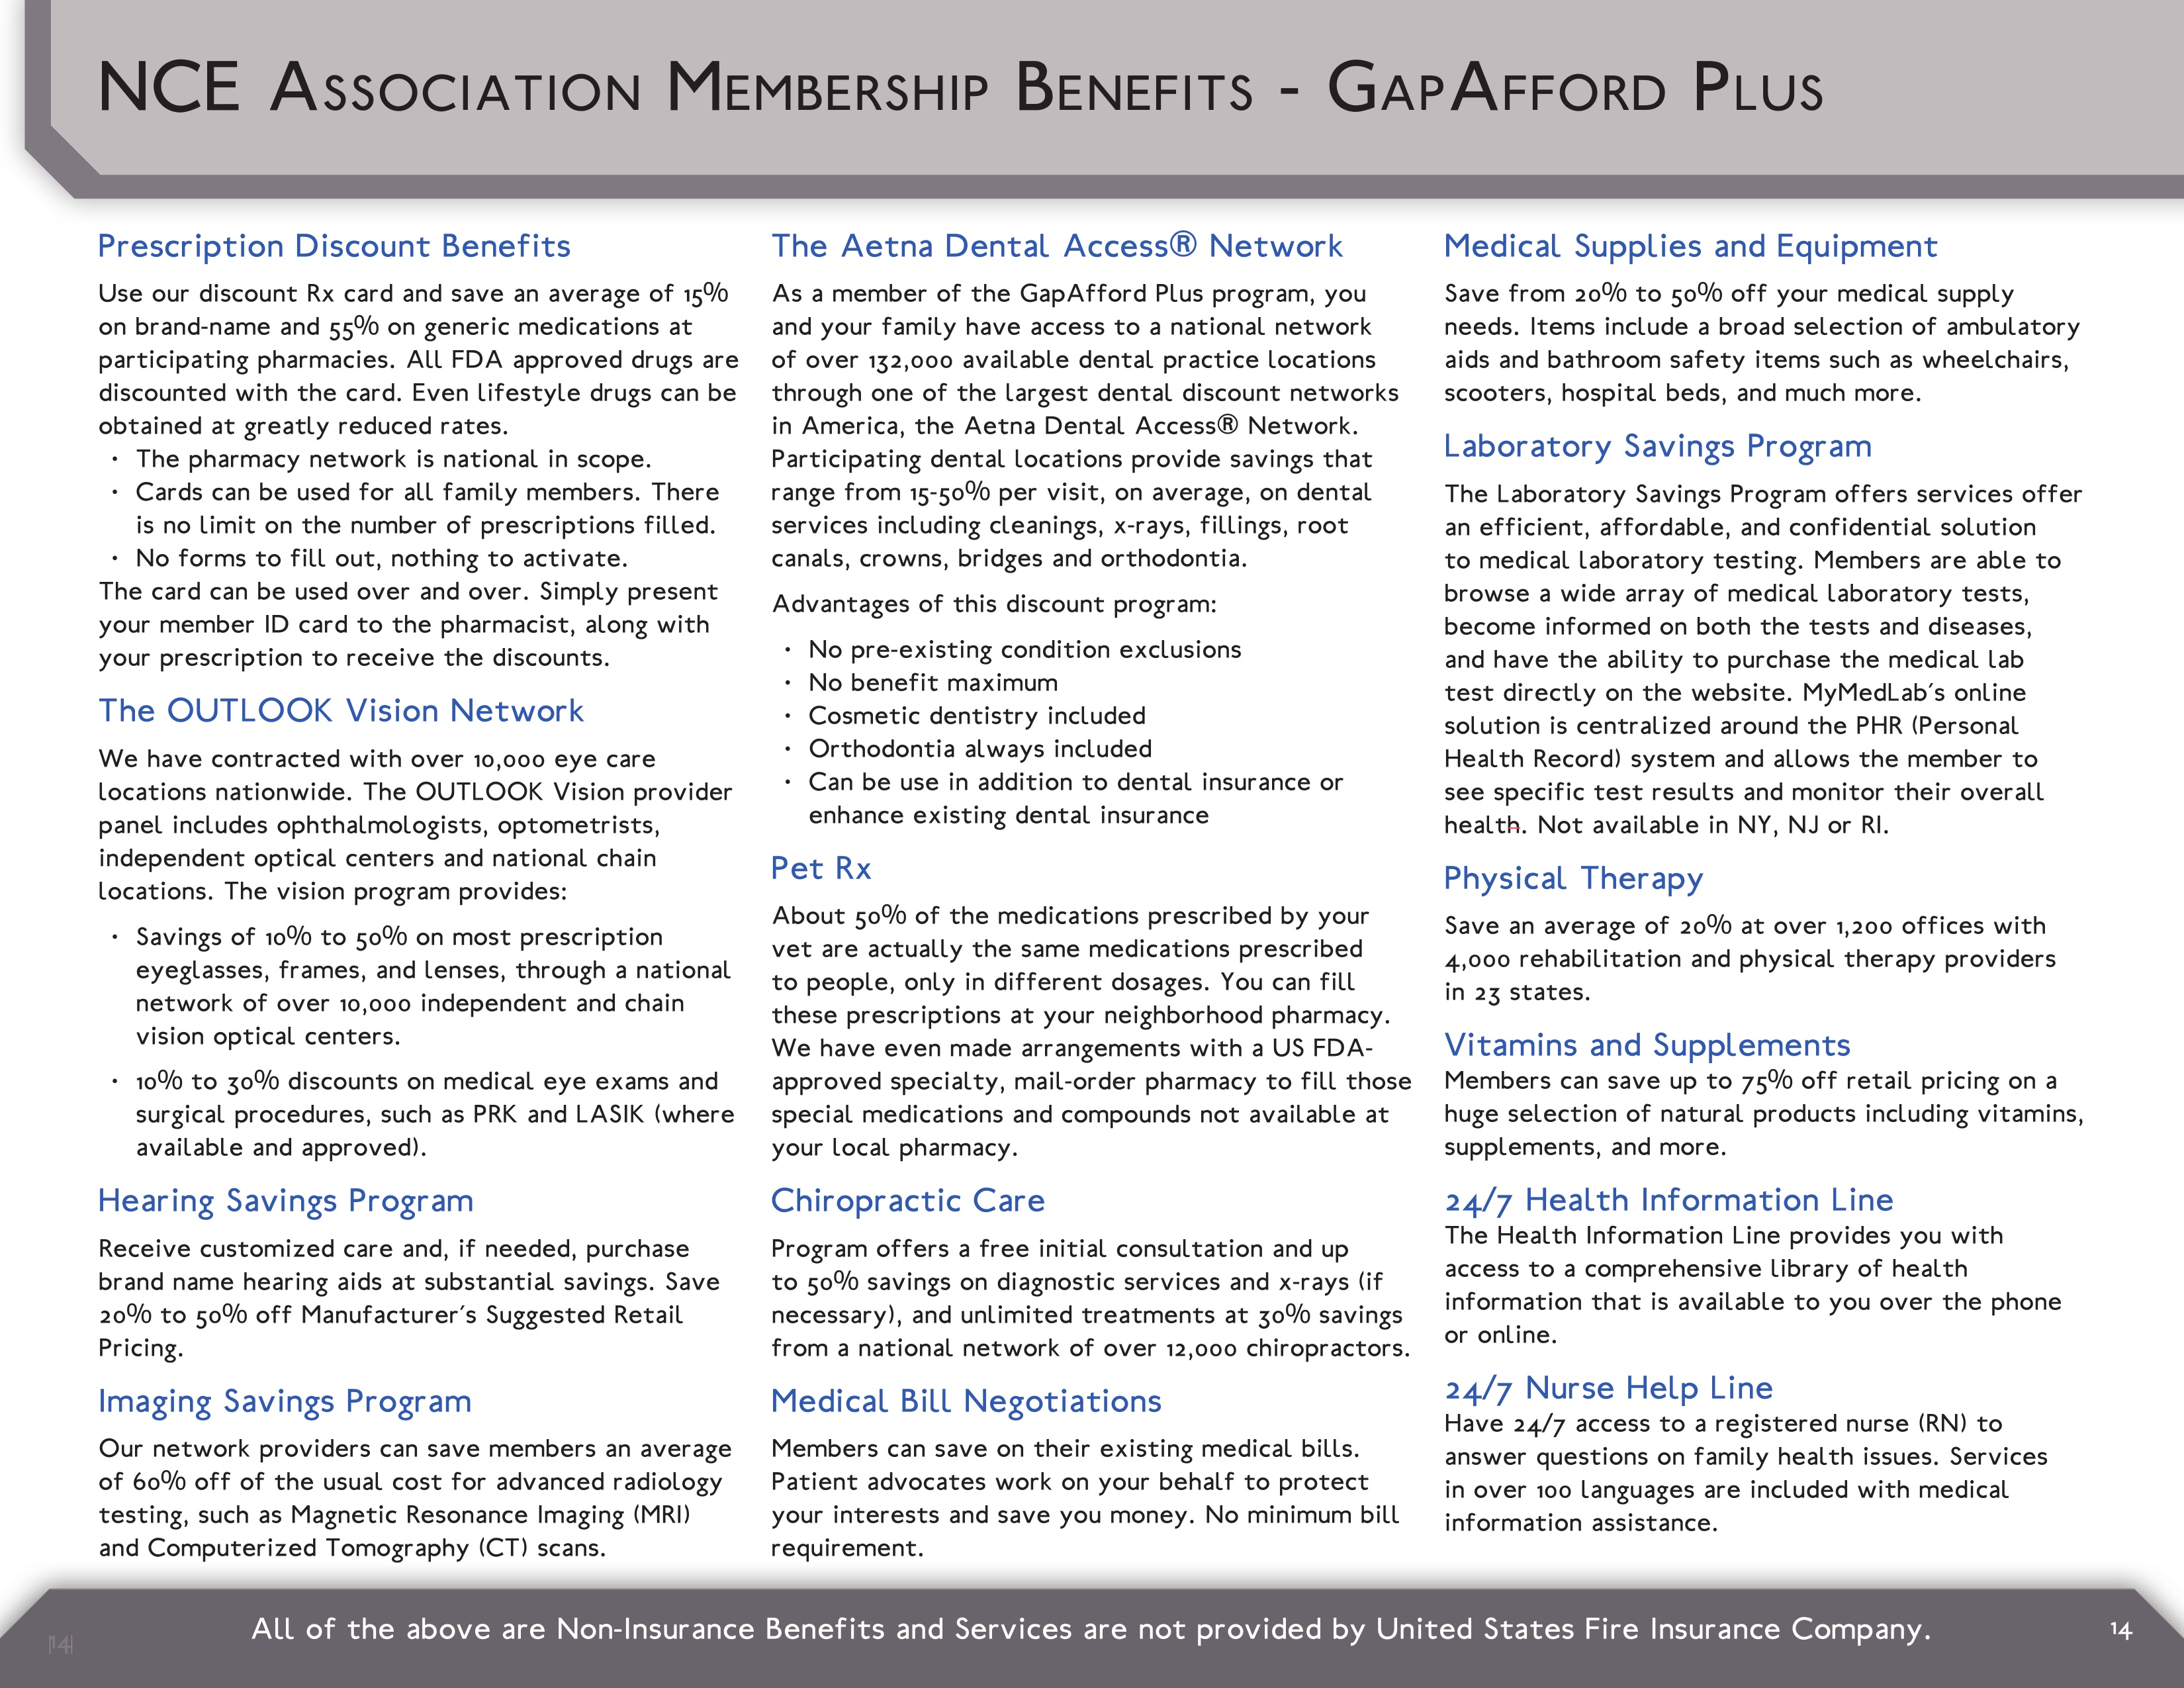 NCE Association Membership Benefits - GapAfford Plus
Prescription Discount Benefits
Use our discount Rx card and save an average of 15%
on brand-name and 55% on generic medications at
participating pharmacies. All FDA approved drugs are
discounted with the card. Even lifestyle drugs can be
obtained at greatly reduced rates.
• The pharmacy network is national in scope.
• Cards can be used for all family members. There
is no limit on the number of prescriptions filled.
• No forms to fill out, nothing to activate.
The card can be used over and over. Simply present
your member ID card to the pharmacist, along with
your prescription to receive the discounts.
The OUTLOOK Vision Network
We have contracted with over 10,000 eye care
locations nationwide. The OUTLOOK Vision provider
panel includes ophthalmologists, optometrists,
independent optical centers and national chain
locations. The vision program provides:
• Savings of 10% to 50% on most prescription
eyeglasses, frames, and lenses, through a national
network of over 10,000 independent and chain
vision optical centers.
• 10% to 30% discounts on medical eye exams and
surgical procedures, such as PRK and LASIK (where
available and approved).
Hearing Savings Program
Receive customized care and, if needed, purchase
brand name hearing aids at substantial savings. Save
20% to 50% off Manufacturer's Suggested Retail
Pricing.
Imaging Savings Program
Our network providers can save members an average
of 60% off of the usual cost for advanced radiology
testing, such as Magnetic Resonance Imaging (MRI)
and Computerized Tomography (CT) scans.
The Aetna Dental Access® Network
As a member of the GapAfford Plus program, you
and your family have access to a national network
of over 132,000 available dental practice locations
through one of the largest dental discount networks
in America, the Aetna Dental Access® Network.
Participating dental locations provide savings that
range from 15-50% per visit, on average, on dental
services including cleanings, x-rays, fillings, root
canals, crowns, bridges and orthodontia.
Advantages of this discount program:
• No pre-existing condition exclusions
• No benefit maximum
• Cosmetic dentistry included
• Orthodontia always included
• Can be use in addition to dental insurance or
enhance existing dental insurance
Pet Rx
About 50% of the medications prescribed by your
vet are actually the same medications prescribed
to people, only in different dosages. You can fill
these prescriptions at your neighborhood pharmacy.
We have even made arrangements with a US FDA-
approved specialty, mail-order pharmacy to fill those
special medications and compounds not available at
your local pharmacy.
Chiropractic Care
Program offers a free initial consultation and up
to 50% savings on diagnostic services and x-rays (if
necessary), and unlimited treatments at 30% savings
from a national network of over 12,000 chiropractors.
Medical Bill Negotiations
Members can save on their existing medical bills.
Patient advocates work on your behalf to protect
your interests and save you money. No minimum bill
requirement.
Medical Supplies and Equipment
Save from 20% to 50% off your medical supply
needs. Items include a broad selection of ambulatory
aids and bathroom safety items such as wheelchairs,
scooters, hospital beds, and much more.
Laboratory Savings Program
The Laboratory Savings Program offers services offer
an efficient, affordable, and confidential solution
to medical laboratory testing. Members are able to
browse a wide array of medical laboratory tests,
become informed on both the tests and diseases,
and have the ability to purchase the medical lab
test directly on the website. MyMedLab's online
solution is centralized around the PHR (Personal
Health Record) system and allows the member to
see specific test results and monitor their overall
health. Not available in NY, NJ or RI.
Physical Therapy
Save an average of 20% at over 1,200 offices with
4,000 rehabilitation and physical therapy providers
in 23 states.
Vitamins and Supplements
Members can save up to 75% off retail pricing on a
huge selection of natural products including vitamins,
supplements, and more.
24/7 Health Information Line
The Health Information Line provides you with
access to a comprehensive library of health
information that is available to you over the phone
or online.
24/7 Nurse Help Line
Have 24/7 access to a registered nurse (RN) to
answer questions on family health issues. Services
in over 100 languages are included with medical
information assistance.
14
All of the above are Non-Insurance Benefits and Services are not provided by United States Fire Insurance Company.
14